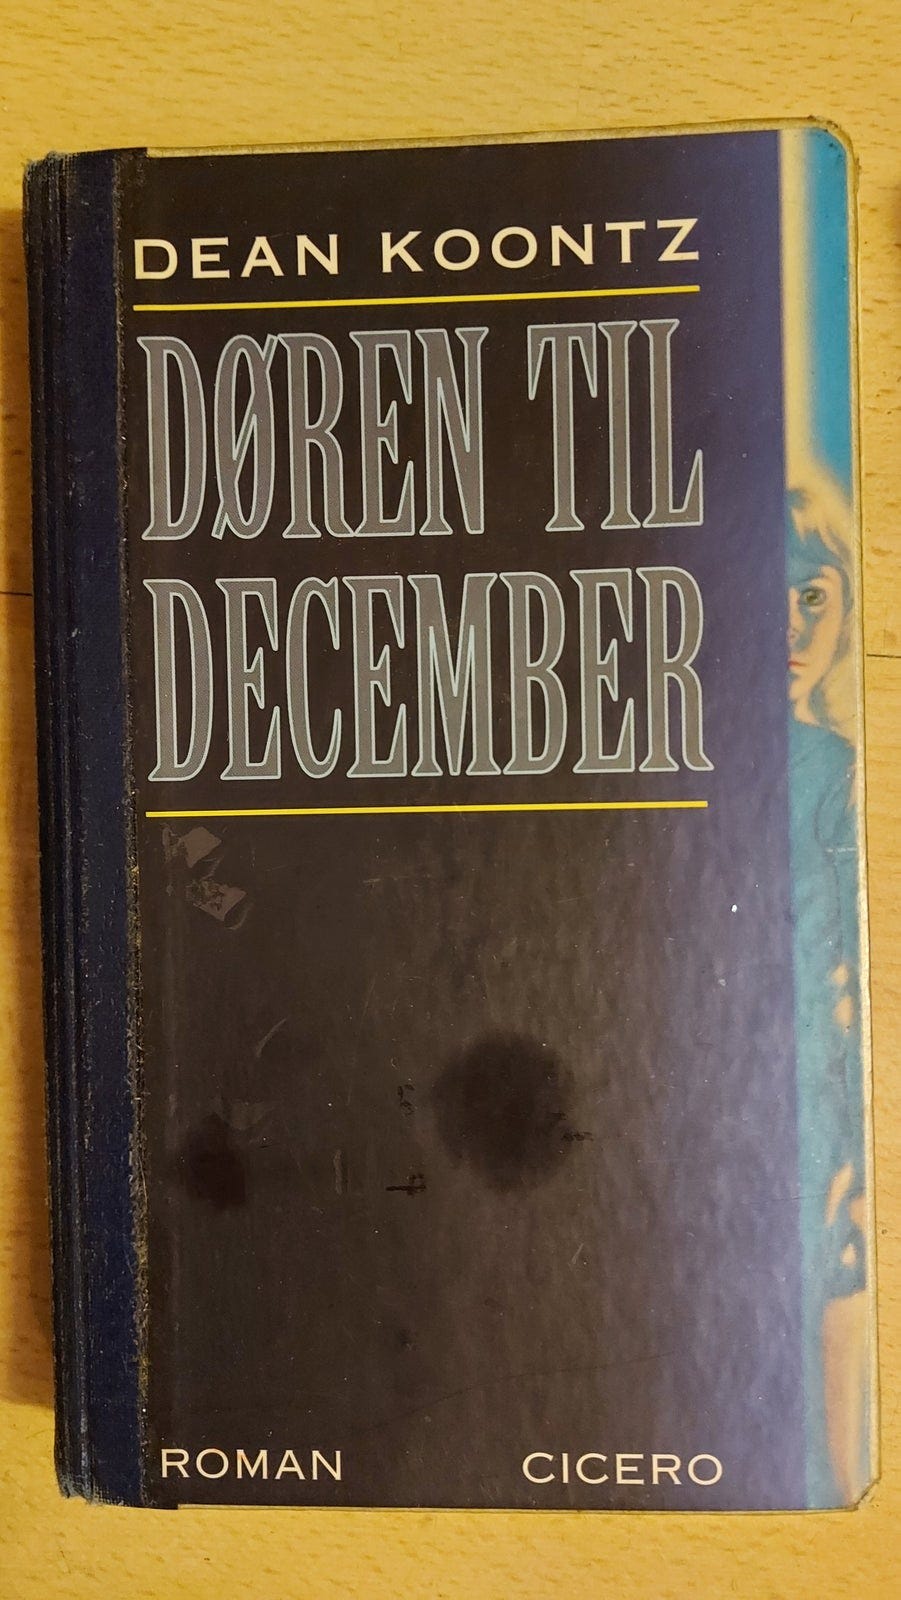 DEAN KOONTZ
DØREN TIL
DECEMBER
ROMAN CICERO